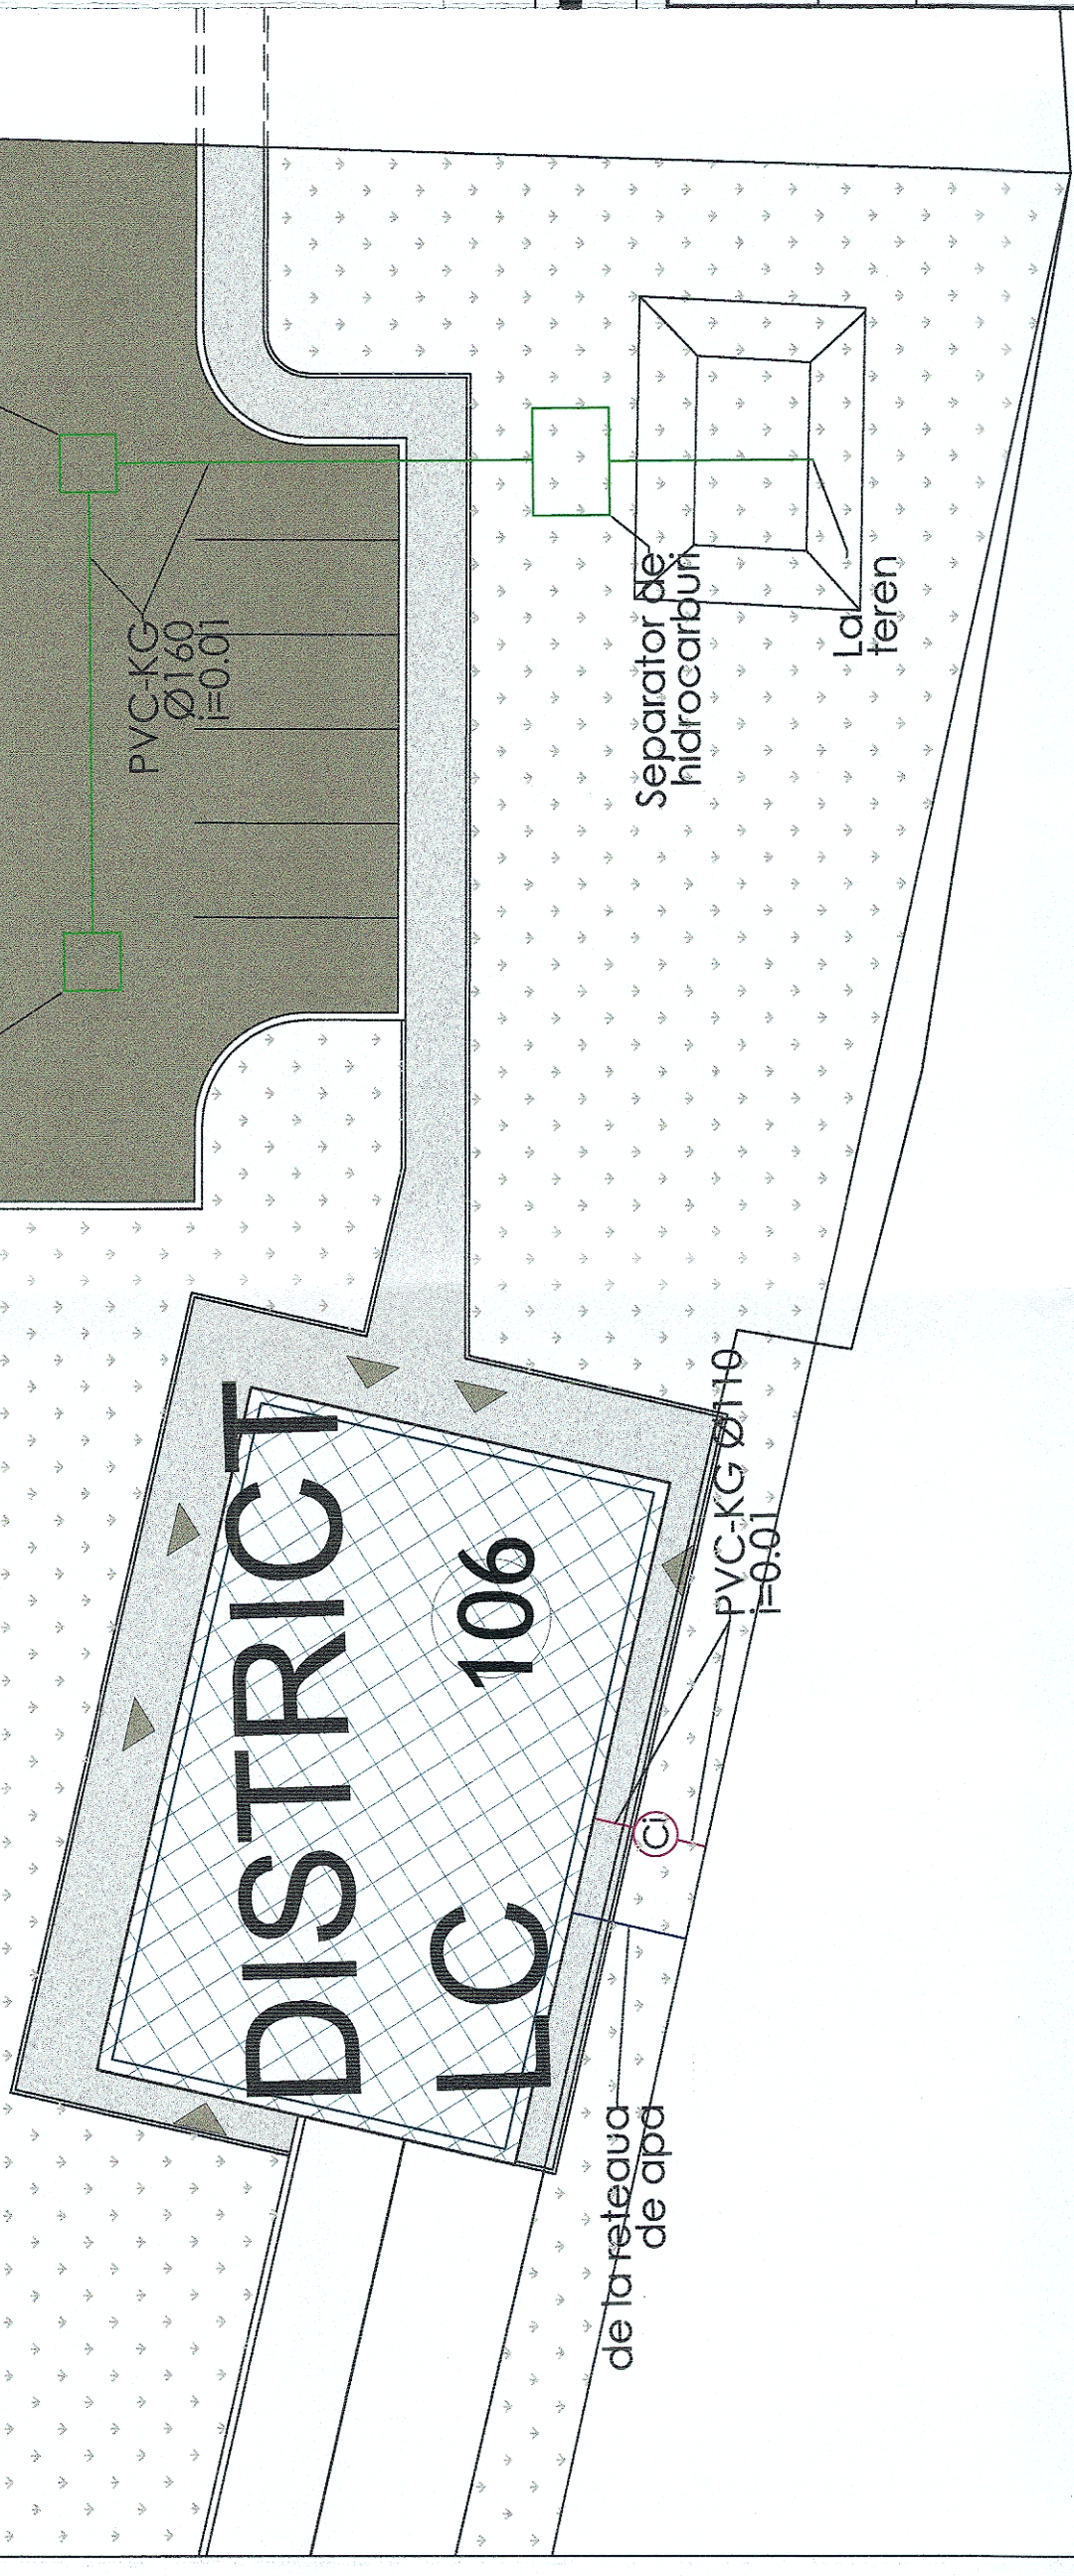 PVC-KG
Ø160
i=0.01
Separator de
hidrocarburi
La
teren
DISTRICT
LC
106
PVC-KG Ø110
i=0.01
Ci
de la reteaua
de apa